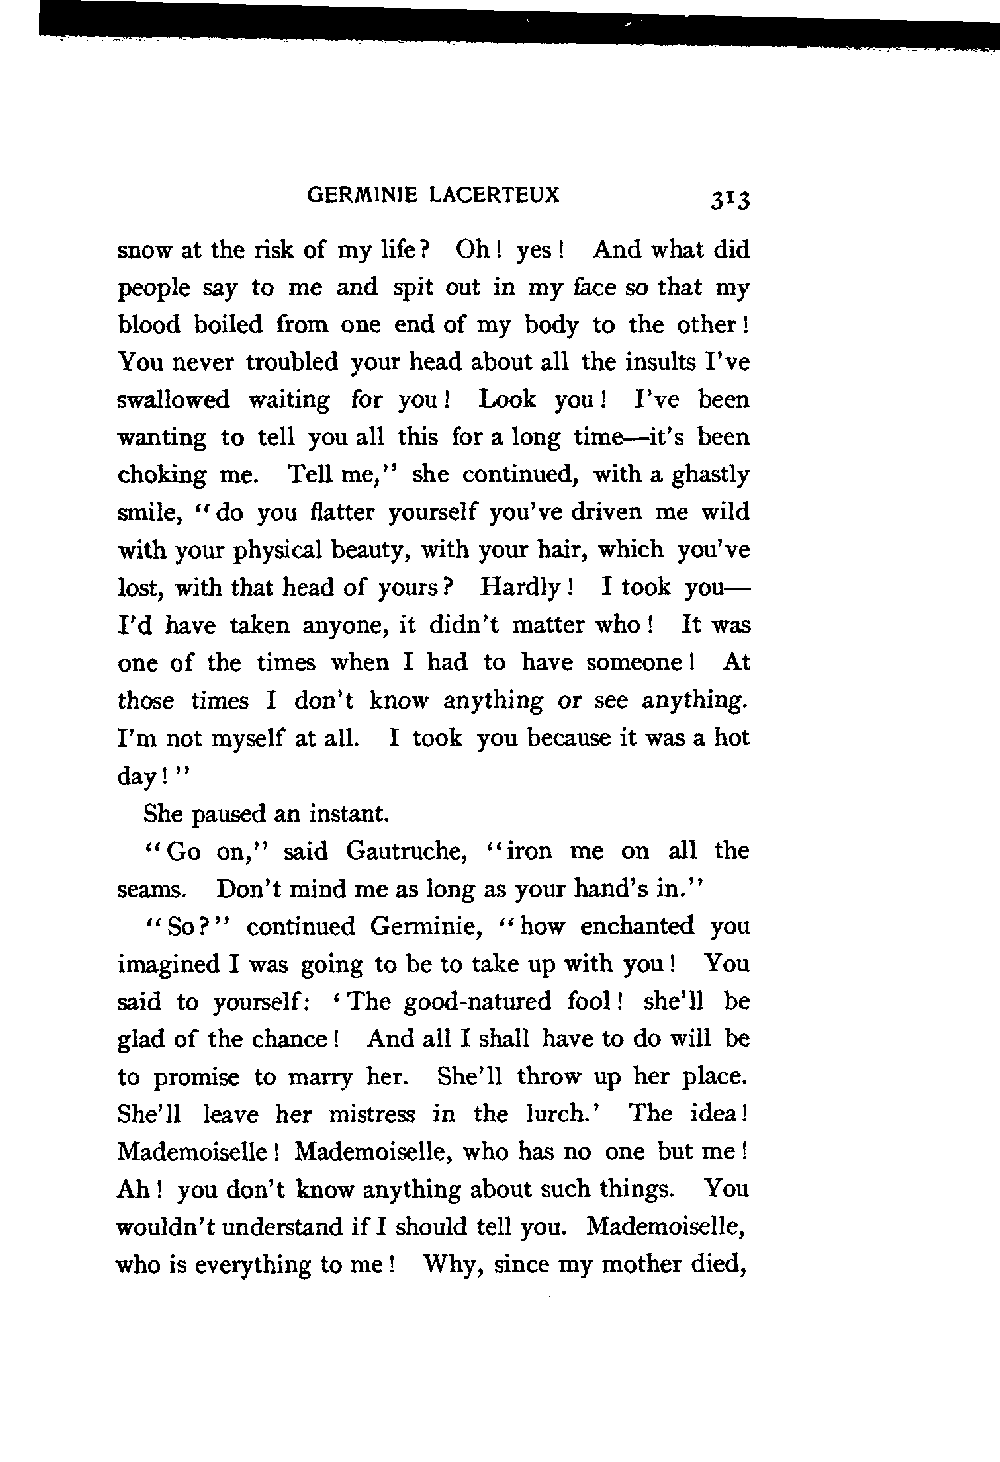 GERMINIE LACERTEUX 313
snow at the risk of my life? Oh! yes! And what did
people say to me and spit out in my face so that my
blood boiled from one end of my body to the other!
You never troubled your head about all the insults I've
swallowed waiting for you! Look you! I've been
wanting to tell you all this for a long time—it's been
choking me. Tell me," she continued, with a ghastly
smile, "do you flatter yourself you've driven me wild
with your physical beauty, with your hair, which you've
lost, with that head of yours? Hardly! I took you—
I'd have taken anyone, it didn't matter who! It was
one of the times when I had to have someone! At
those times I don't know anything or see anything.
I'm not myself at all. I took you because it was a hot
day!"
She paused an instant.
"Go on," said Gautruche, "iron me on all the
seams. Don't mind me as long as your hand's in."
"So?" continued Germinie, "how enchanted you
imagined I was going to be to take up with you! You
said to yourself: 'The good-natured fool! she'll be
glad of the chance! And all I shall have to do will be
to promise to marry her. She'll throw up her place.
She'll leave her mistress in the lurch.' The idea!
Mademoiselle! Mademoiselle, who has no one but me!
Ah! you don't know anything about such things. You
wouldn't understand if I should tell you. Mademoiselle,
who is everything to me! Why, since my mother died,